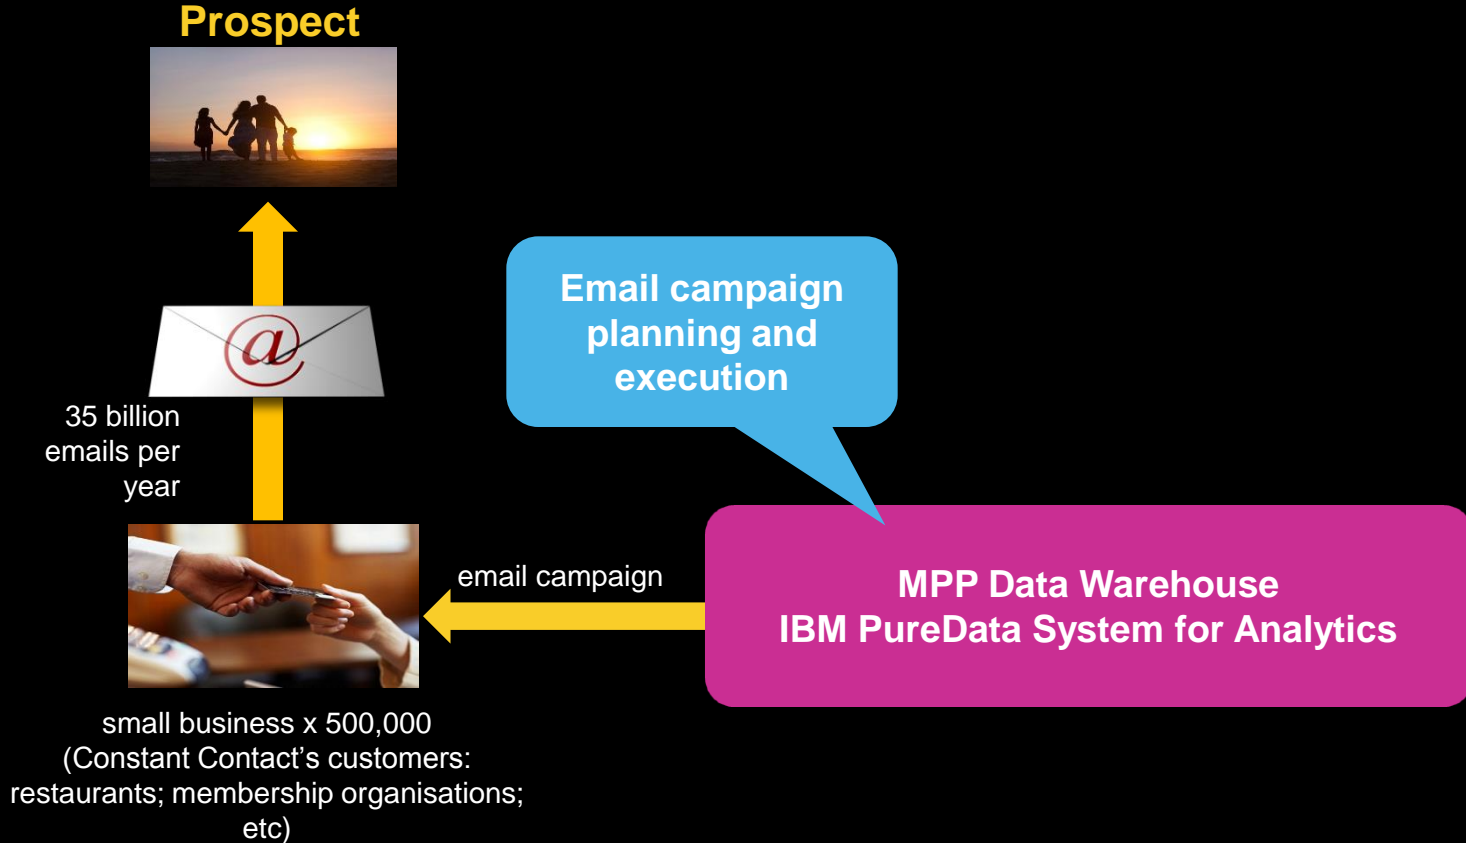 Prospect
Email campaign
planning and
execution
@
35 billion
emails per
year
email campaign
MPP Data Warehouse
IBM PureData System for Analytics
small business x 500,000
(Constant Contact’s customers:
restaurants; membership organisations;
etc)